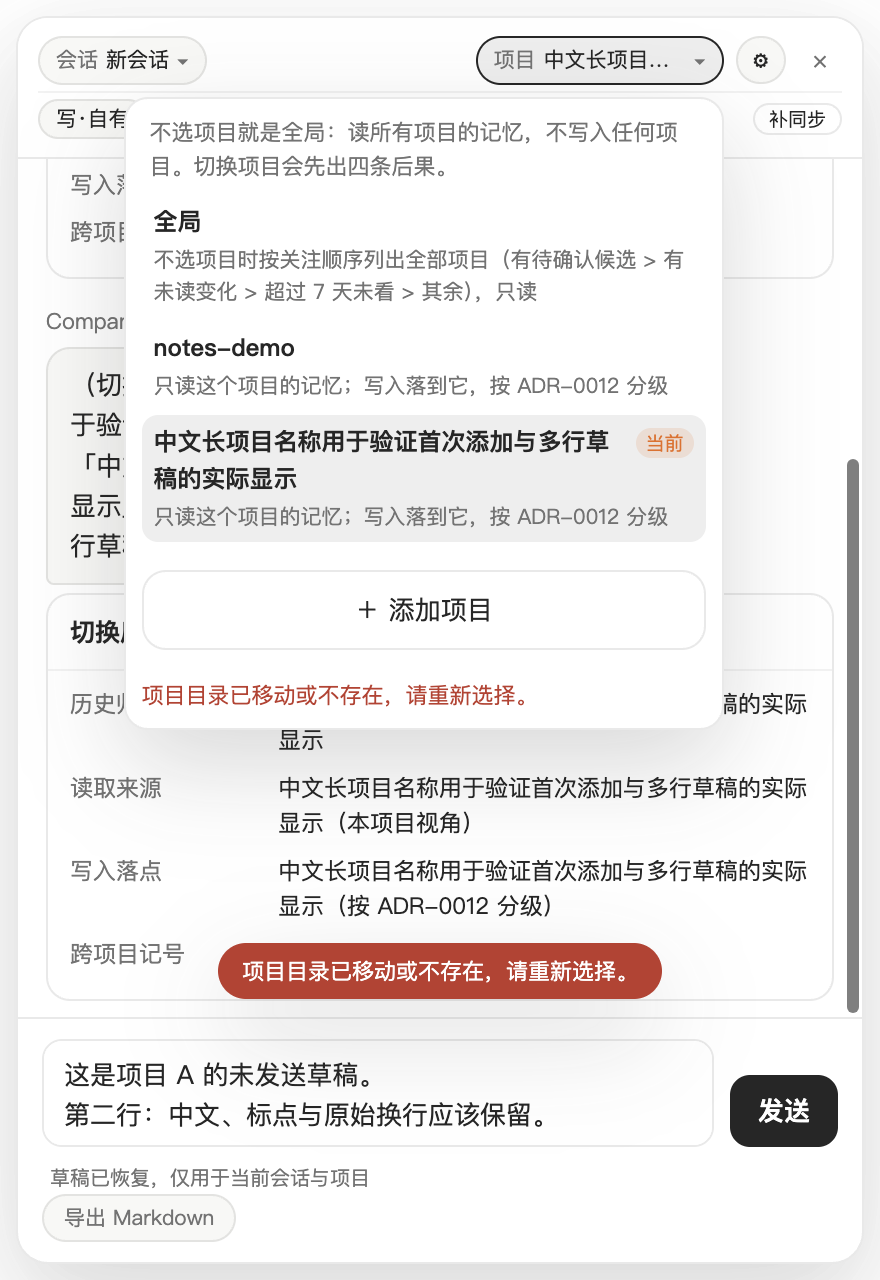 会话 新会话
项目 中文长项目…
写·自有
补同步
不选项目就是全局：读所有项目的记忆，不写入任何项
目。切换项目会先出四条后果。
全局
不选项目时按关注顺序列出全部项目（有待确认候选 > 有
未读变化 > 超过 7 天未看 > 其余），只读
notes-demo
只读这个项目的记忆；写入落到它，按 ADR-0012 分级
中文长项目名称用于验证首次添加与多行草
稿的实际显示
当前
只读这个项目的记忆；写入落到它，按 ADR-0012 分级
+ 添加项目
项目目录已移动或不存在，请重新选择。
写入
跨项
Compa
（切
于验
「中
显示
行草
切换
历史
稿的实际
显示
读取来源
中文长项目名称用于验证首次添加与多行草稿的实际
显示（本项目视角）
写入落点
中文长项目名称用于验证首次添加与多行草稿的实际
显示（按 ADR-0012 分级）
跨项目记号
项目目录已移动或不存在，请重新选择。
这是项目 A 的未发送草稿。
第二行：中文、标点与原始换行应该保留。
发送
草稿已恢复，仅用于当前会话与项目
导出 Markdown